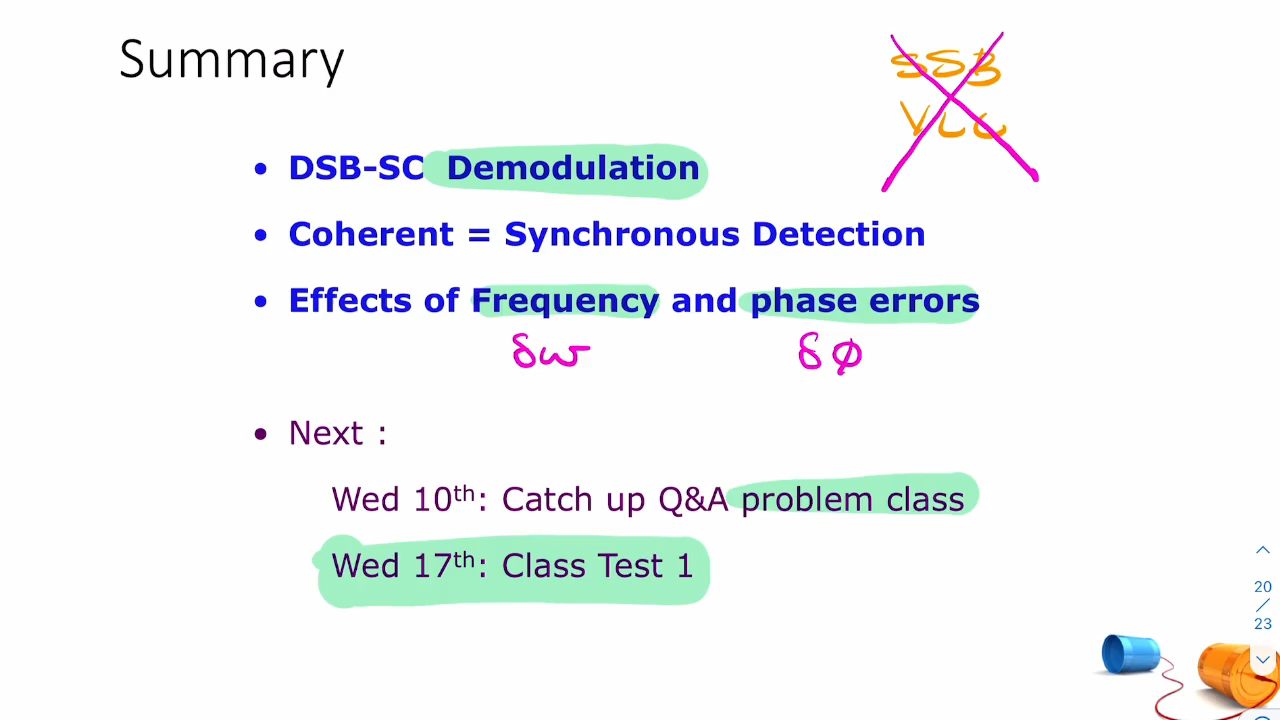 Summary
SSB
• DSB-SC Demodulation
• Coherent = Synchronous Detection
• Effects of Frequency and phase errors
δω δφ
• Next :
Wed 10th: Catch up Q&A problem class
Wed 17th: Class Test 1
20
/
23